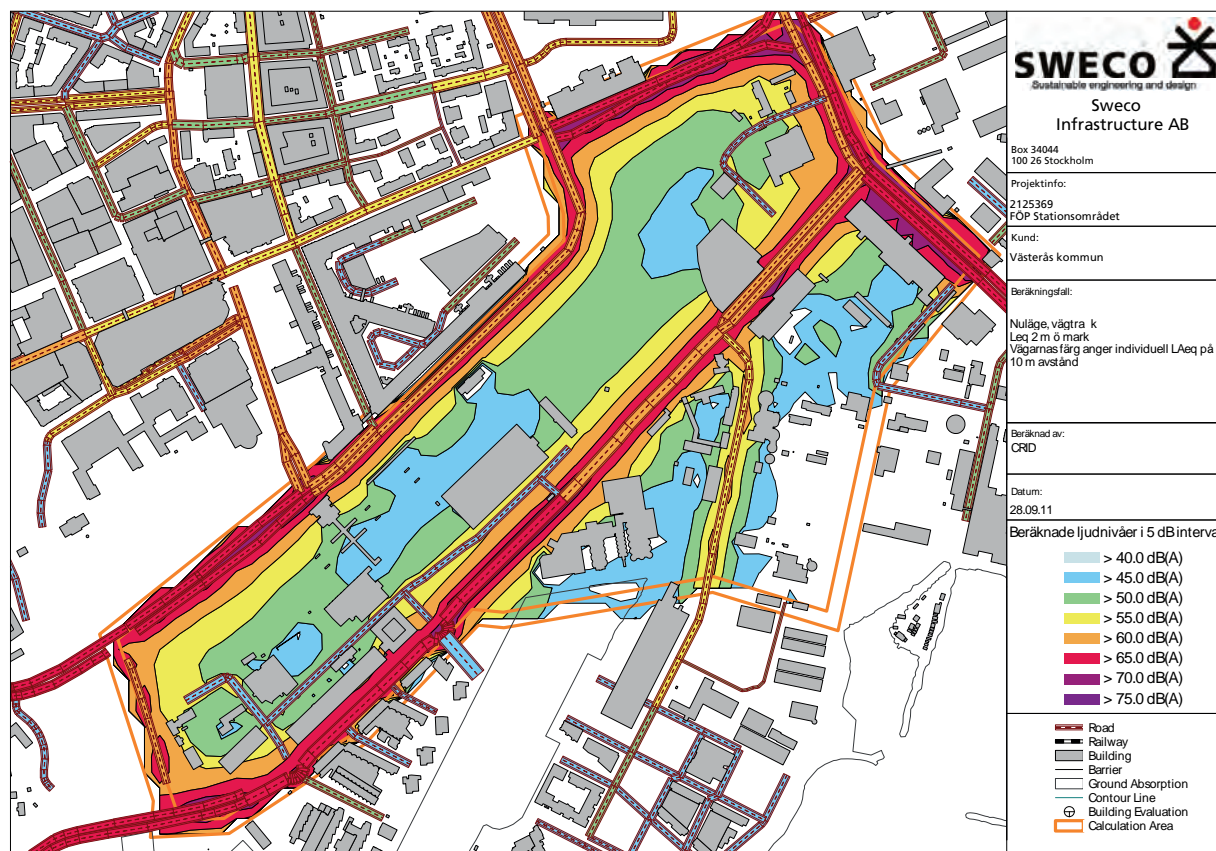 SWECO
Sustainable engineering and design
Sweco
Infrastructure AB
Box 34044
100 26 Stockholm
Projektinfo:
2125369
FÖP Stationsområdet
Kund:
Västerås kommun
Beräkningsfall:
Nuläge, vägtra k
Leq 2 m ö mark
Vägarnas färg anger individuell LAeq på
10 m avstånd
Beräknad av:
CRID
Datum:
28.09.11
Beräknade ljudnivåer i 5 dB interva
> 40.0 dB(A)
> 45.0 dB(A)
> 50.0 dB(A)
> 55.0 dB(A)
> 60.0 dB(A)
> 65.0 dB(A)
> 70.0 dB(A)
> 75.0 dB(A)
Road
Railway
Building
Barrier
Ground Absorption
Contour Line
Building Evaluation
Calculation Area